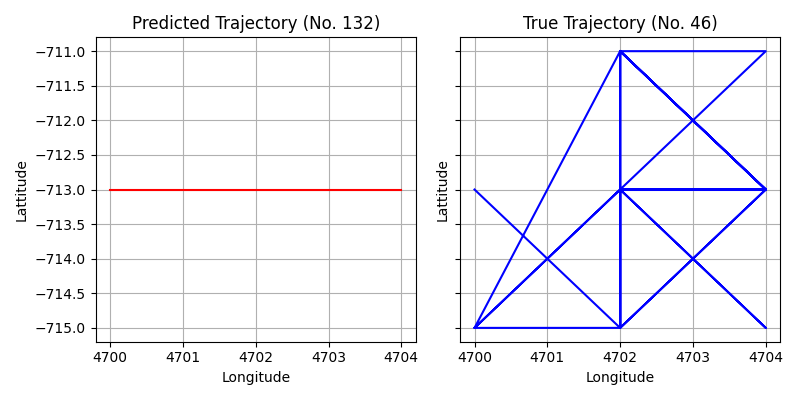 Predicted Trajectory (No. 132)
True Trajectory (No. 46)
Lattitude
−711.0
−711.5
−712.0
−712.5
−713.0
−713.5
−714.0
−714.5
−715.0
4700 4701 4702 4703 4704
Longitude
Lattitude
4700 4701 4702 4703 4704
Longitude